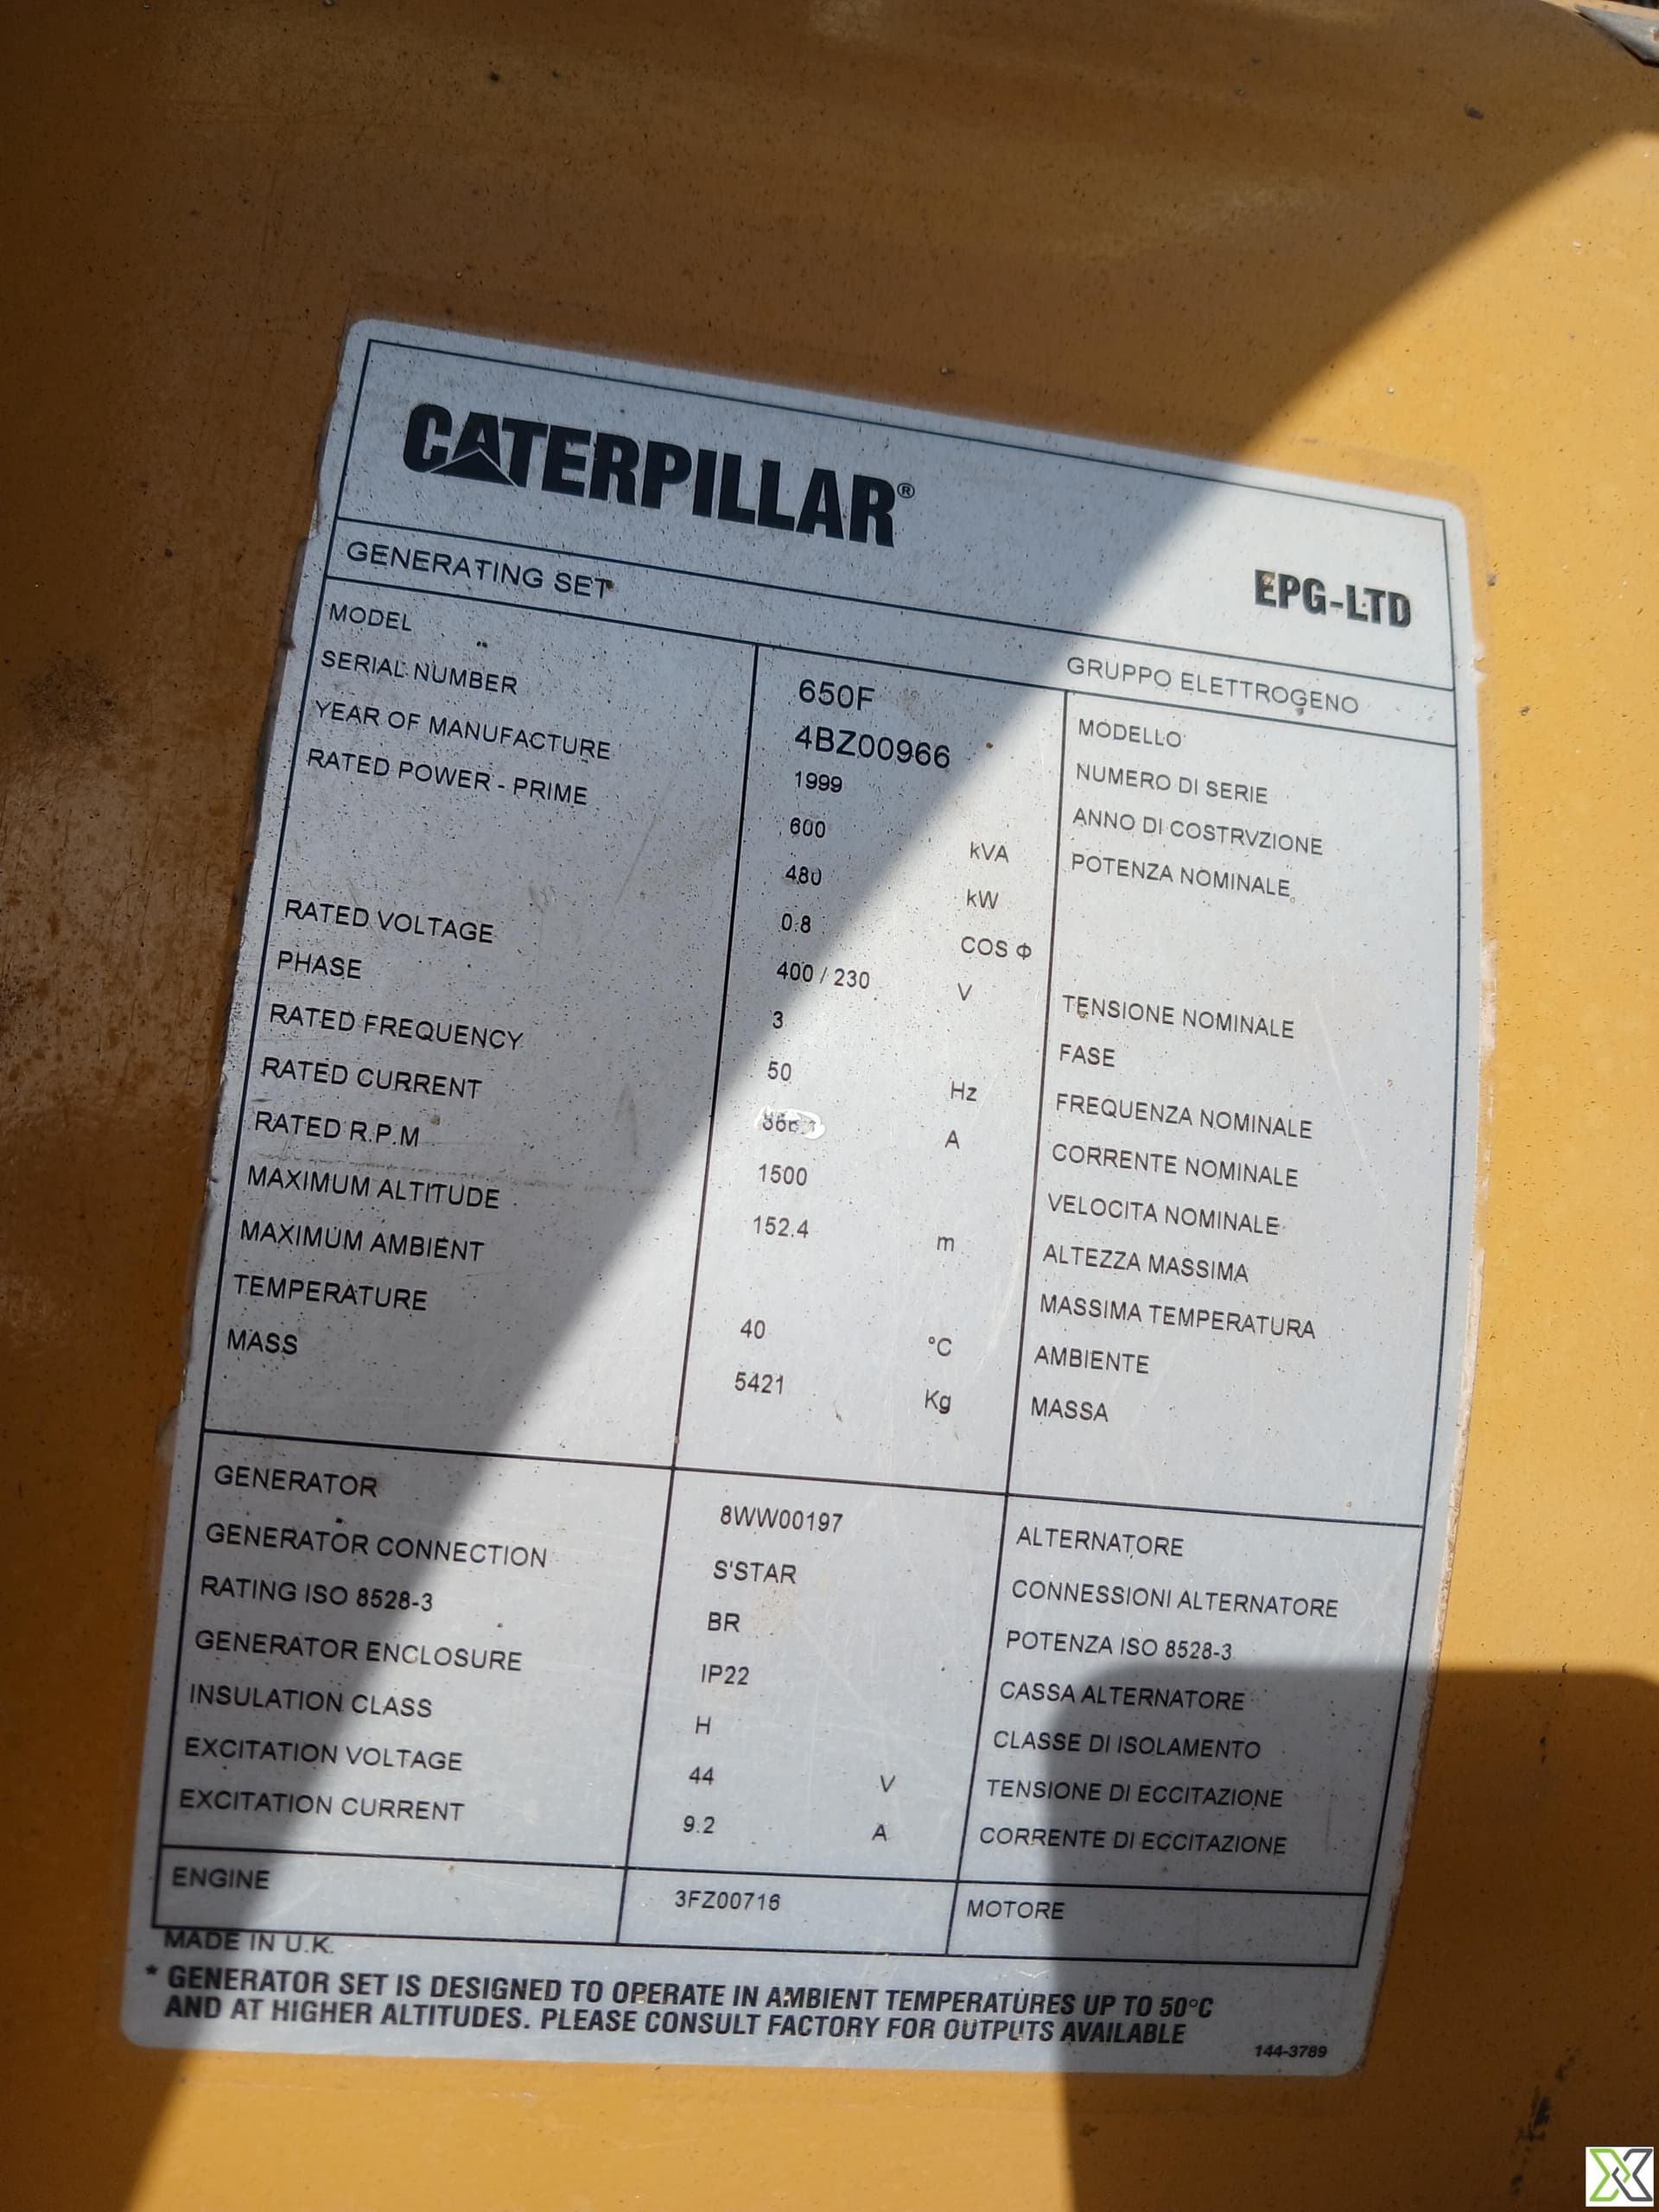 CATERPILLAR®
EPG-LTD
GENERATING SET GRUPPO ELETTROGENO
MODEL 650F MODELLO
SERIAL NUMBER 4BZ00966 NUMERO DI SERIE
YEAR OF MANUFACTURE 1999 ANNO DI COSTRVZIONE
RATED POWER - PRIME 600 kVA POTENZA NOMINALE
480 kW
0.8 COS Φ
RATED VOLTAGE 400 / 230 V TENSIONE NOMINALE
PHASE 3 FASE
RATED FREQUENCY 50 Hz FREQUENZA NOMINALE
RATED CURRENT A CORRENTE NOMINALE
RATED R.P.M 1500 VELOCITA NOMINALE
MAXIMUM ALTITUDE 152.4 m ALTEZZA MASSIMA
MAXIMUM AMBIENT MASSIMA TEMPERATURA
TEMPERATURE 40 °C AMBIENTE
MASS 5421 Kg MASSA
GENERATOR 8WW00197 ALTERNATORE
GENERATOR CONNECTION S'STAR CONNESSIONI ALTERNATORE
RATING ISO 8528-3 BR POTENZA ISO 8528-3
GENERATOR ENCLOSURE IP22 CASSA ALTERNATORE
INSULATION CLASS H CLASSE DI ISOLAMENTO
EXCITATION VOLTAGE 44 V TENSIONE DI ECCITAZIONE
EXCITATION CURRENT 9.2 A CORRENTE DI ECCITAZIONE
ENGINE 3FZ00716 MOTORE
MADE IN U.K.
* GENERATOR SET IS DESIGNED TO OPERATE IN AMBIENT TEMPERATURES UP TO 50°C
AND AT HIGHER ALTITUDES. PLEASE CONSULT FACTORY FOR OUTPUTS AVAILABLE
144-3789